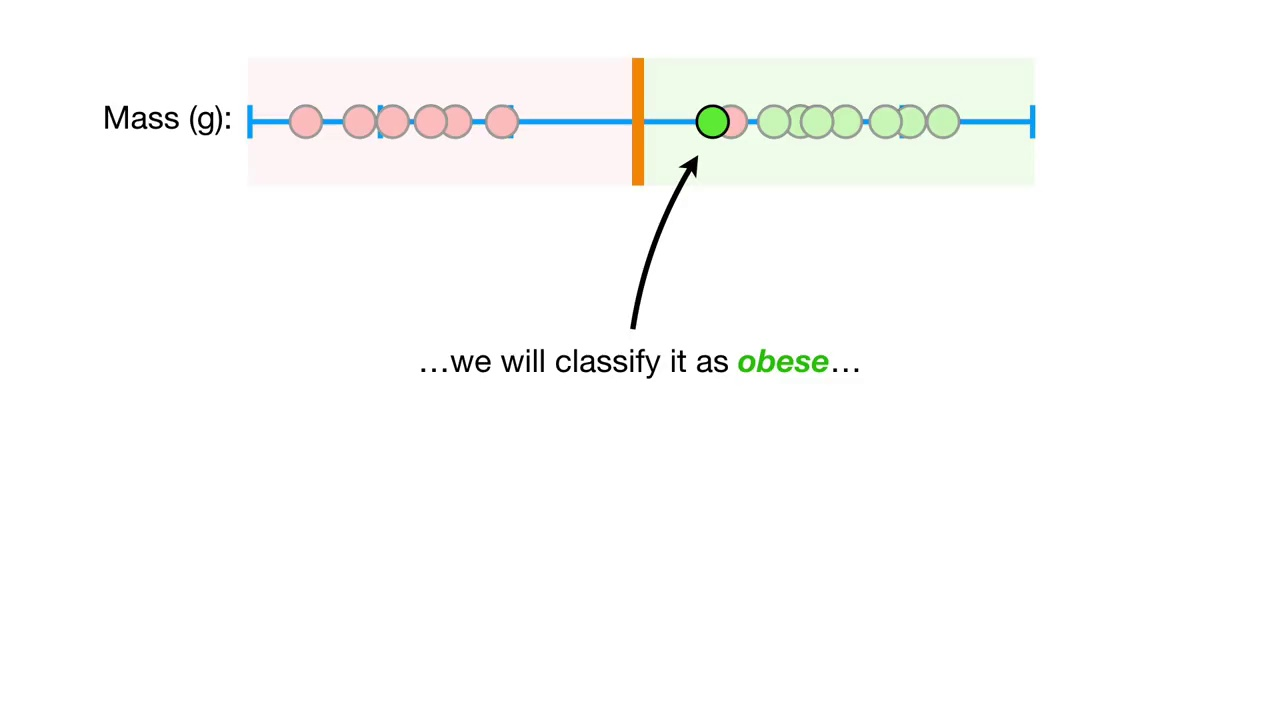 Mass (g):
…we will classify it as obese…